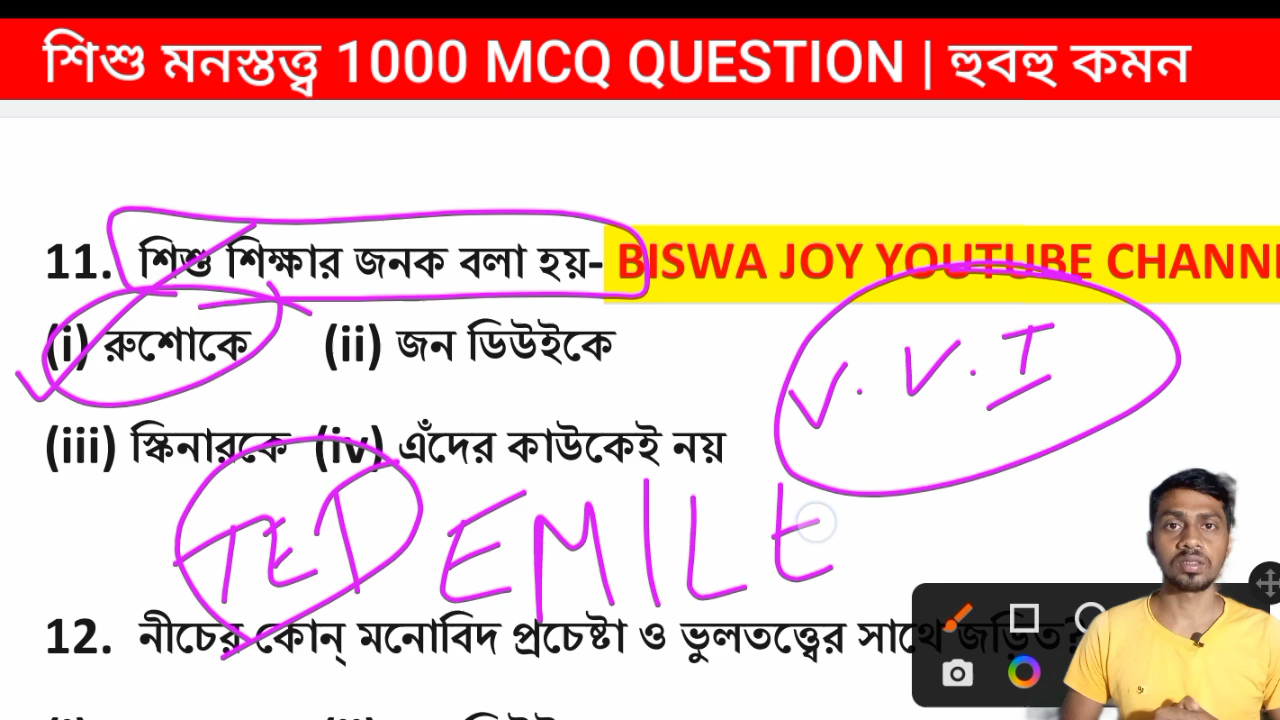 শিশু মনস্তত্ত্ব 1000 MCQ QUESTION | হুবহু কমন
11. শিশু শিক্ষার জনক বলা হয়- BISWA JOY YOUTUBE CHANN
(i) রুশোকে (ii) জন ডিউইকে
V.V.I
(iii) স্কিনারকে (iv) এঁদের কাউকেই নয়
TET EMILE
12. নীচের কোন্ মনোবিদ প্রচেষ্টা ও ভুলতত্ত্বের সাথে জড়িত?